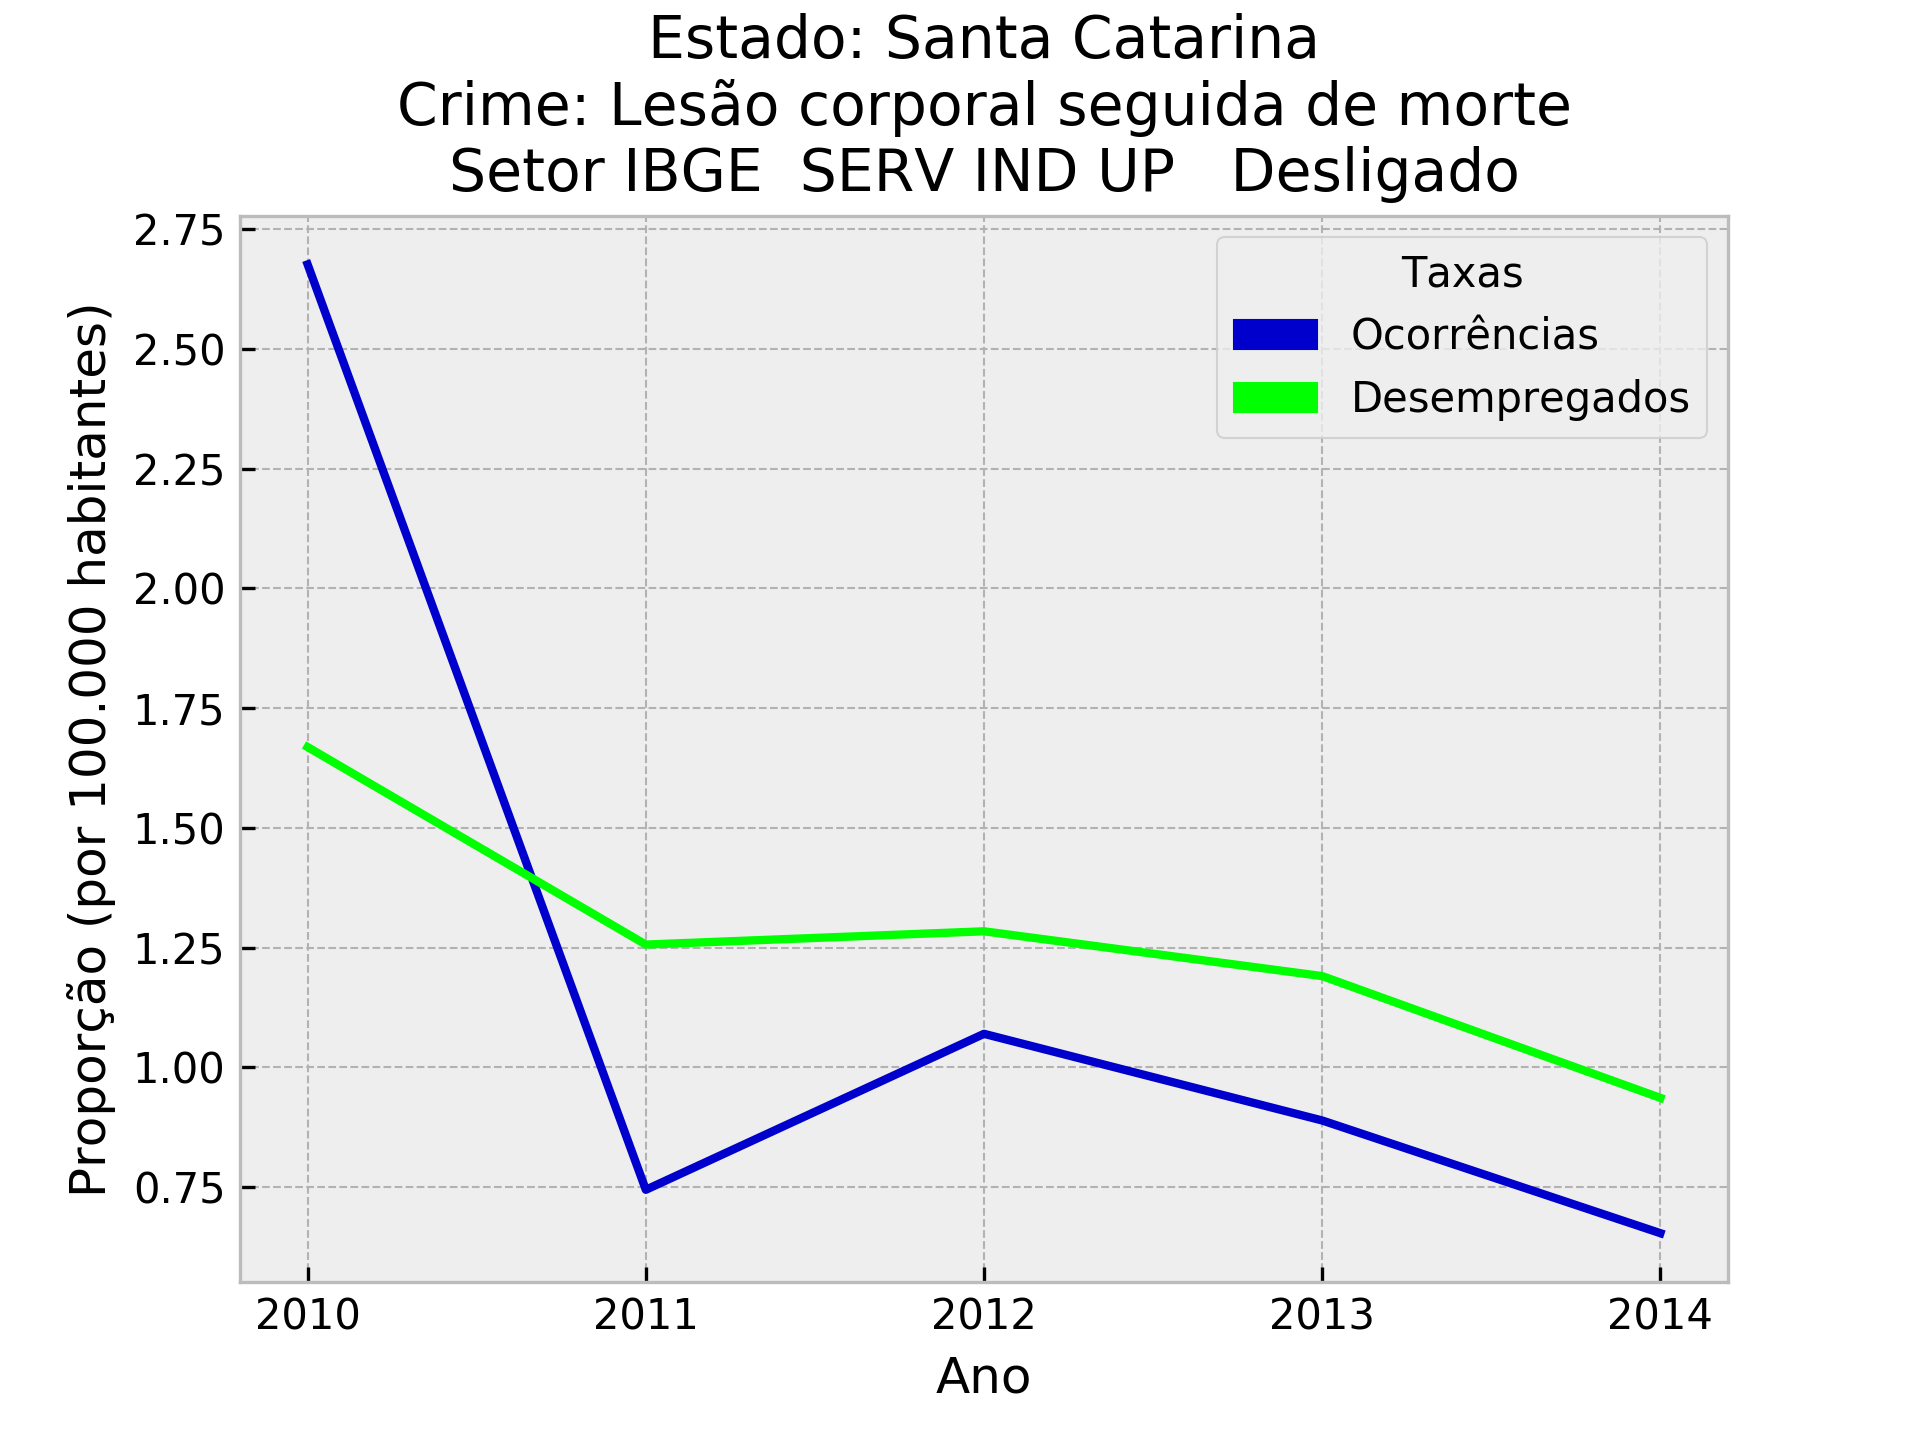 Estado: Santa Catarina
Crime: Lesão corporal seguida de morte
Setor IBGE  SERV IND UP   Desligado
Proporção (por 100.000 habitantes)
2.75
2.50
2.25
2.00
1.75
1.50
1.25
1.00
0.75
Taxas
Ocorrências
Desempregados
2010 2011 2012 2013 2014
Ano